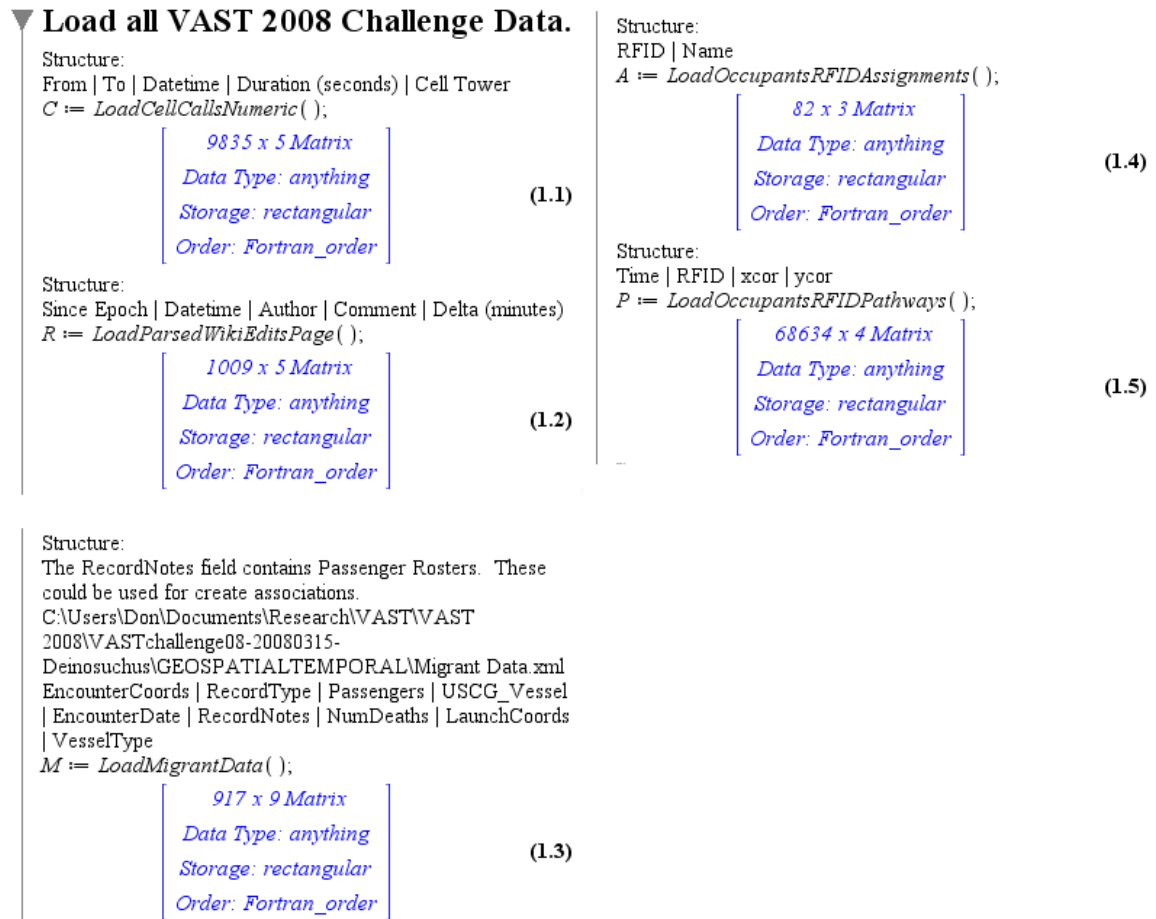 Load all VAST 2008 Challenge Data.
Structure:
From | To | Datetime | Duration (seconds) | Cell Tower
C := LoadCellCallsNumeric( );
9835 x 5 Matrix
Data Type: anything
Storage: rectangular
Order: Fortran_order
(1.1)
Structure:
Since Epoch | Datetime | Author | Comment | Delta (minutes)
R := LoadParsedWikiEditsPage( );
1009 x 5 Matrix
Data Type: anything
Storage: rectangular
Order: Fortran_order
(1.2)
Structure:
The RecordNotes field contains Passenger Rosters.  These
could be used for create associations.
C:\Users\Don\Documents\Research\VAST\VAST
2008\VASTchallenge08-20080315-
Deinosuchus\GEOSPATIALTEMPORAL\Migrant Data.xml
EncounterCoords | RecordType | Passengers | USCG_Vessel
| EncounterDate | RecordNotes | NumDeaths | LaunchCoords
| VesselType
M := LoadMigrantData( );
917 x 9 Matrix
Data Type: anything
Storage: rectangular
Order: Fortran_order
(1.3)
Structure:
RFID | Name
A := LoadOccupantsRFIDAssignments( );
82 x 3 Matrix
Data Type: anything
Storage: rectangular
Order: Fortran_order
(1.4)
Structure:
Time | RFID | xcor | ycor
P := LoadOccupantsRFIDPathways( );
68634 x 4 Matrix
Data Type: anything
Storage: rectangular
Order: Fortran_order
(1.5)